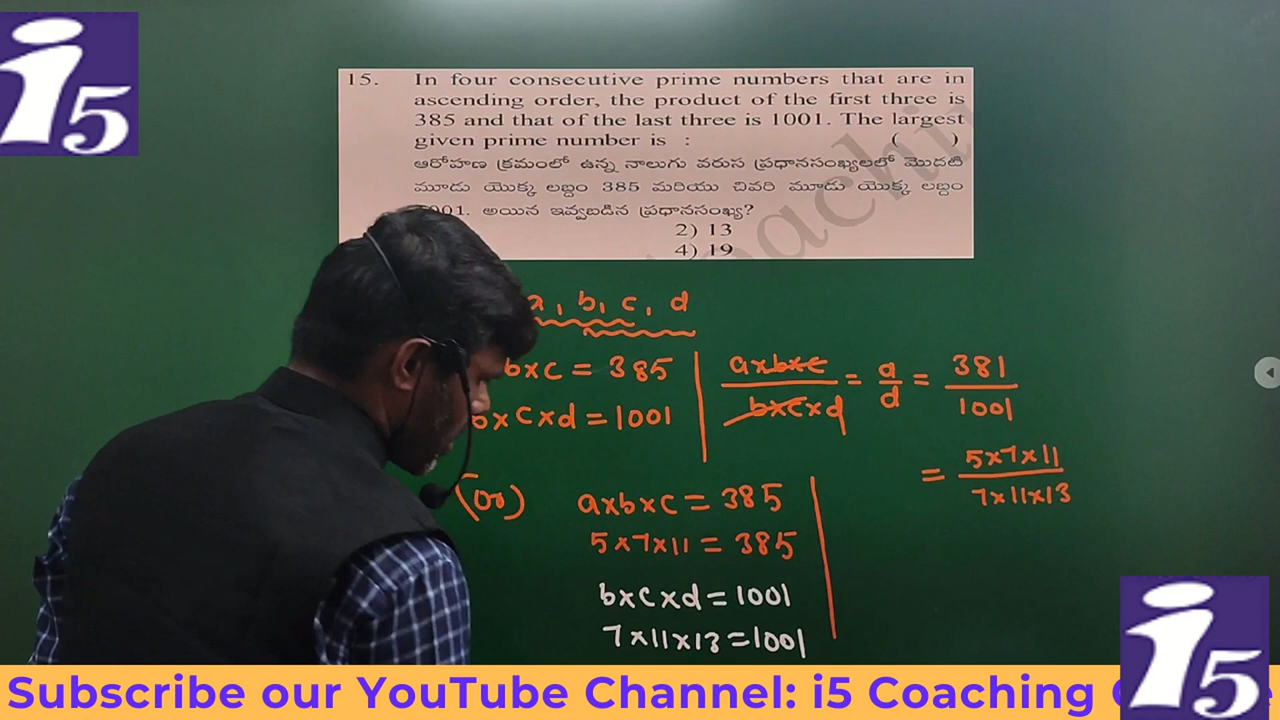 i5
15. In four consecutive prime numbers that are in
ascending order, the product of the first three is
385 and that of the last three is 1001. The largest
given prime number is : ( )
ఆరోహణ క్రమంలో ఉన్న నాలుగు వరుస ప్రధానసంఖ్యలలో మొదటి
మూడు యొక్క లబ్దం 385 మరియు చివరి మూడు యొక్క లబ్దం
1001. అయిన ఇవ్వబడిన ప్రధానసంఖ్య?
2) 13
4) 19
a, b, c, d
b×c = 385
b×c×d = 1001
a×b×c / b×c×d = a/d = 381/1001
= 5×7×11 / 7×11×13
(Or) a×b×c = 385
5×7×11 = 385
b×c×d = 1001
7×11×13 = 1001
Subscribe our YouTube Channel: i5 Coaching
i5